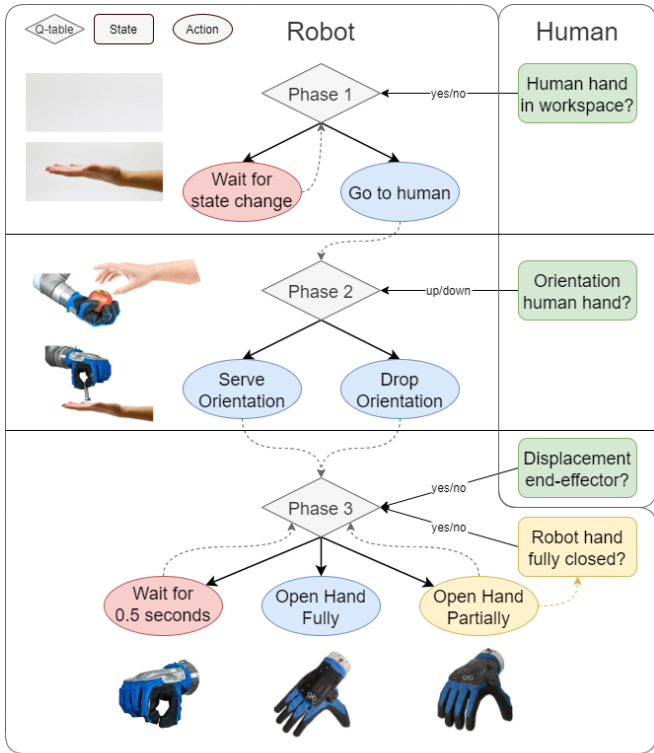 Q-table
State
Action
Robot
Human
Phase 1
yes/no
Human hand
in workspace?
Wait for
state change
Go to human
Phase 2
up/down
Orientation
human hand?
Serve
Orientation
Drop
Orientation
Displacement
end-effector?
yes/no
Phase 3
yes/no
Robot hand
fully closed?
Wait for
0.5 seconds
Open Hand
Fully
Open Hand
Partially